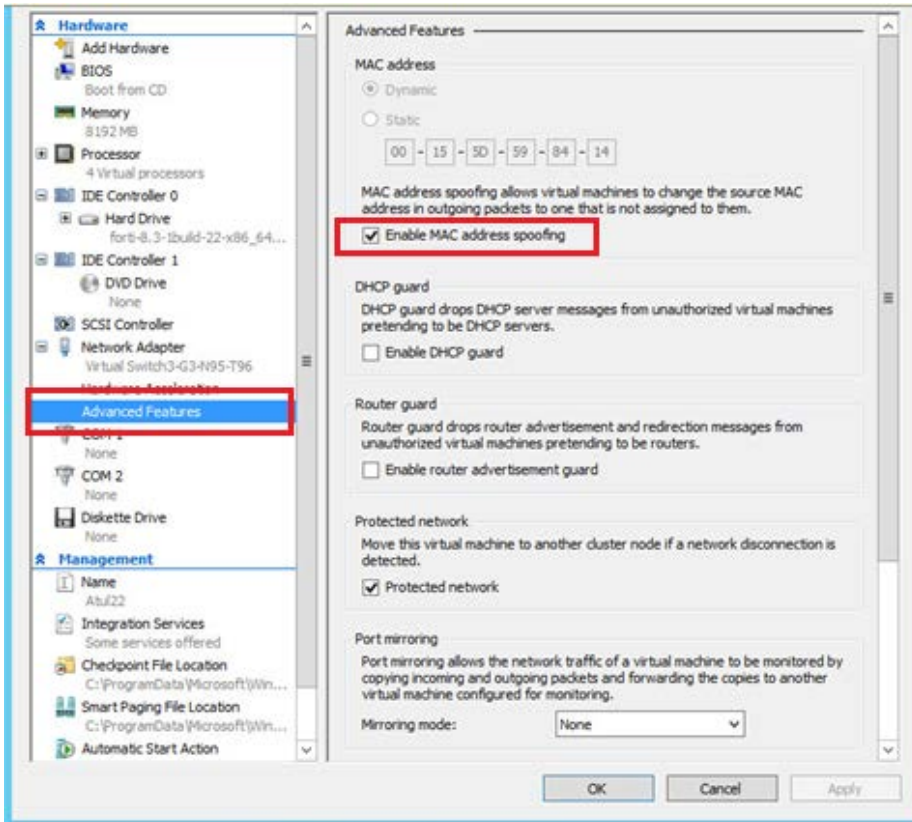 Hardware
Add Hardware
BIOS
Boot from CD
Memory
8192 MB
Processor
4 Virtual processors
IDE Controller 0
Hard Drive
forti-8.3-1build-22-x86_64...
IDE Controller 1
DVD Drive
None
SCSI Controller
Network Adapter
Virtual Switch3-G3-N95-T96
Hardware Acceleration
Advanced Features
COM 1
None
COM 2
None
Diskette Drive
None
Management
Name
Atul22
Integration Services
Some services offered
Checkpoint File Location
C:\ProgramData\Microsoft\Win...
Smart Paging File Location
C:\ProgramData\Microsoft\Win...
Automatic Start Action
Advanced Features
MAC address
Dynamic
Static
00 - 15 - 5D - 59 - 84 - 14
MAC address spoofing allows virtual machines to change the source MAC
address in outgoing packets to one that is not assigned to them.
Enable MAC address spoofing
DHCP guard
DHCP guard drops DHCP server messages from unauthorized virtual machines
pretending to be DHCP servers.
Enable DHCP guard
Router guard
Router guard drops router advertisement and redirection messages from
unauthorized virtual machines pretending to be routers.
Enable router advertisement guard
Protected network
Move this virtual machine to another cluster node if a network disconnection is
detected.
Protected network
Port mirroring
Port mirroring allows the network traffic of a virtual machine to be monitored by
copying incoming and outgoing packets and forwarding the copies to another
virtual machine configured for monitoring.
Mirroring mode: None
OK Cancel Apply